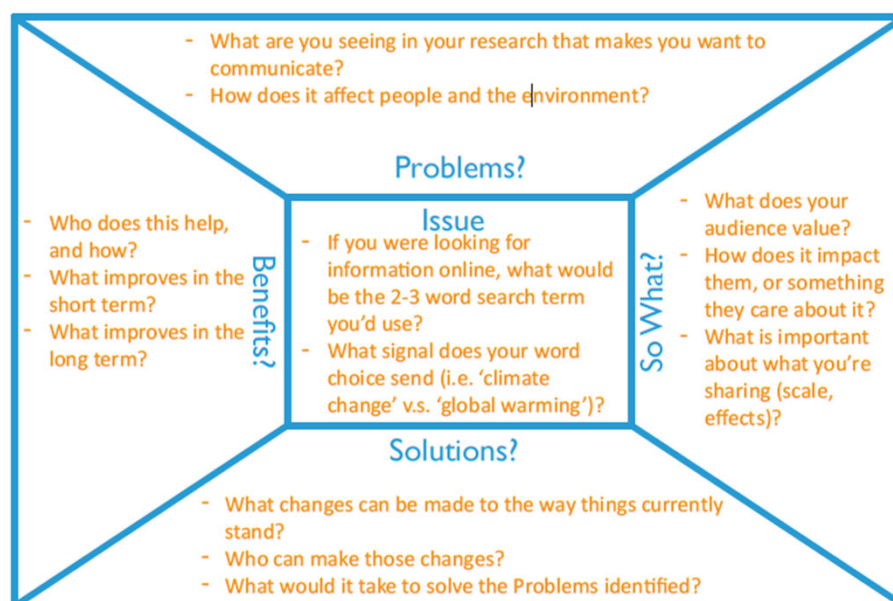 - What are you seeing in your research that makes you want to
communicate?
- How does it affect people and the environment?
Problems?
- Who does this help,
and how?
- What improves in the
short term?
- What improves in the
long term?
Benefits?
Issue
- If you were looking for
information online, what would
be the 2-3 word search term
you'd use?
- What signal does your word
choice send (i.e. 'climate
change' v.s. 'global warming')?
So What?
- What does your
audience value?
- How does it impact
them, or something
they care about it?
- What is important
about what you're
sharing (scale,
effects)?
Solutions?
- What changes can be made to the way things currently
stand?
- Who can make those changes?
- What would it take to solve the Problems identified?